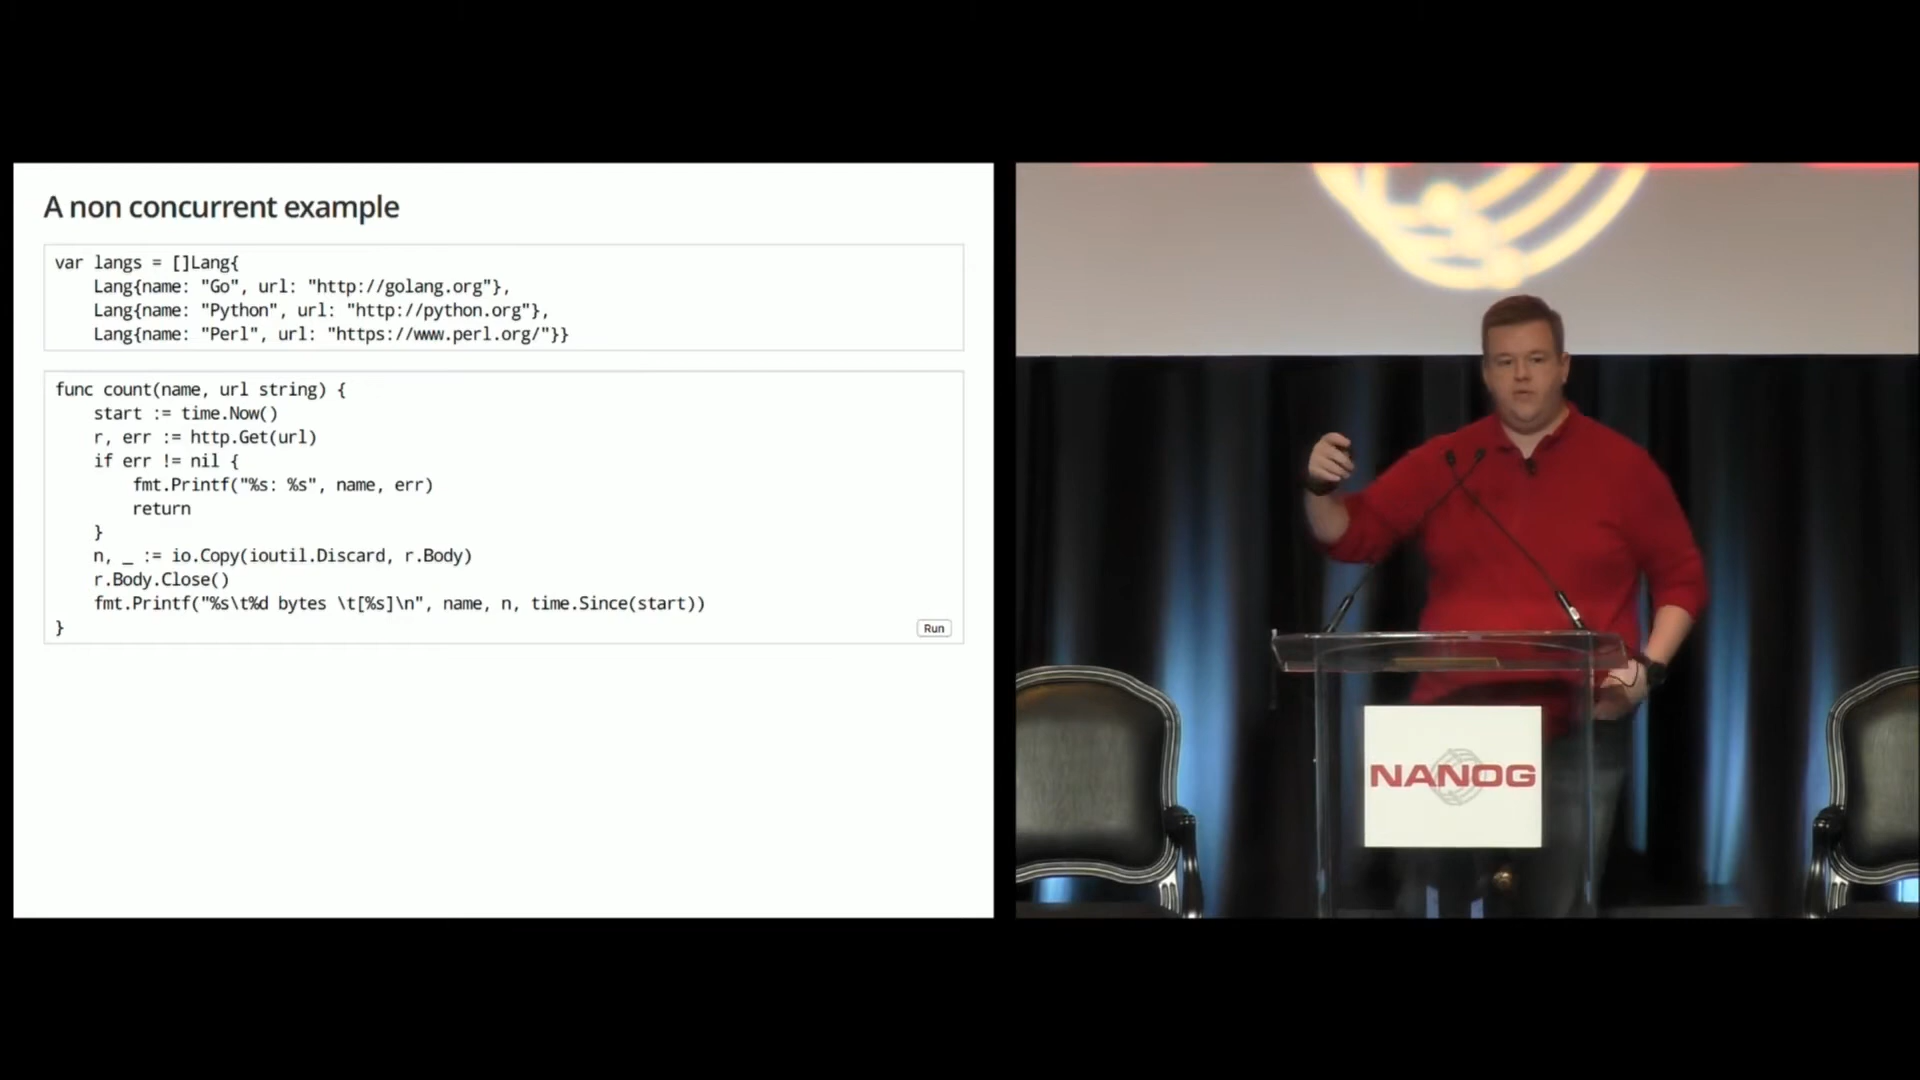 A non concurrent example
var langs = []Lang{
    Lang{name: "Go", url: "http://golang.org"},
    Lang{name: "Python", url: "http://python.org"},
    Lang{name: "Perl", url: "https://www.perl.org/"}}
func count(name, url string) {
    start := time.Now()
    r, err := http.Get(url)
    if err != nil {
        fmt.Printf("%s: %s", name, err)
        return
    }
    n, _ := io.Copy(ioutil.Discard, r.Body)
    r.Body.Close()
    fmt.Printf("%s\t%d bytes \t[%s]\n", name, n, time.Since(start))
}
Run
NANOG